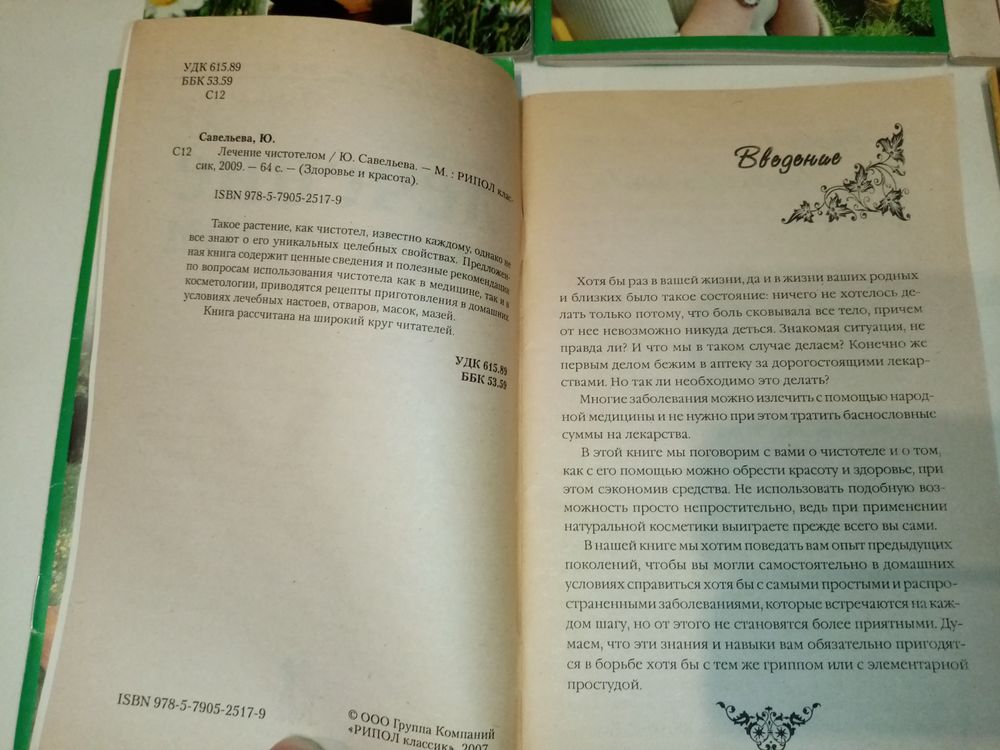 УДК 615.89
ББК 53.59
С12
Савельева, Ю.
С12 Лечение чистотелом / Ю. Савельева. — М. : РИПОЛ клас-
сик, 2009. — 64 с. — (Здоровье и красота).
ISBN 978-5-7905-2517-9
Такое растение, как чистотел, известно каждому, однако не
все знают о его уникальных целебных свойствах. Предложен-
ная книга содержит ценные сведения и полезные рекомендации
по вопросам использования чистотела как в медицине, так и в
косметологии, приводятся рецепты приготовления в домашних
условиях лечебных настоев, отваров, масок, мазей.
Книга рассчитана на широкий круг читателей.
УДК 615.89
ББК 53.59
ISBN 978-5-7905-2517-9
© ООО Группа Компаний
«РИПОЛ классик», 2007
Введение
Хотя бы раз в вашей жизни, да и в жизни ваших родных
и близких было такое состояние: ничего не хотелось де-
лать только потому, что боль сковывала все тело, причем
от нее невозможно никуда деться. Знакомая ситуация, не
правда ли? И что мы в таком случае делаем? Конечно же
первым делом бежим в аптеку за дорогостоящими лекар-
ствами. Но так ли необходимо это делать?
Многие заболевания можно излечить с помощью народ-
ной медицины и не нужно при этом тратить баснословные
суммы на лекарства.
В этой книге мы поговорим с вами о чистотеле и о том,
как с его помощью можно обрести красоту и здоровье, при
этом сэкономив средства. Не использовать подобную воз-
можность просто непростительно, ведь при применении
натуральной косметики выиграете прежде всего вы сами.
В нашей книге мы хотим поведать вам опыт предыдущих
поколений, чтобы вы могли самостоятельно в домашних
условиях справиться хотя бы с самыми простыми и распро-
страненными заболеваниями, которые встречаются на каж-
дом шагу, но от этого не становятся более приятными. Ду-
маем, что эти знания и навыки вам обязательно пригодят-
ся в борьбе хотя бы с тем же гриппом или с элементарной
простудой.